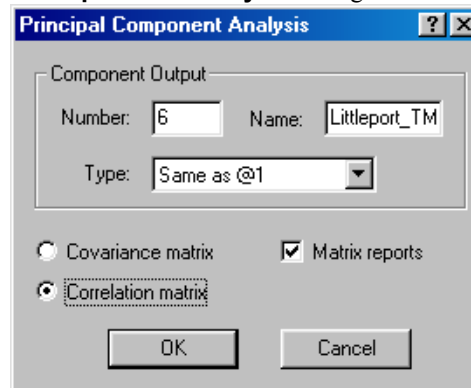 Principal Component Analysis
Component Output
Number: 6 Name: Littleport_TM
Type: Same as @1
Covariance matrix Matrix reports
Correlation matrix
OK Cancel